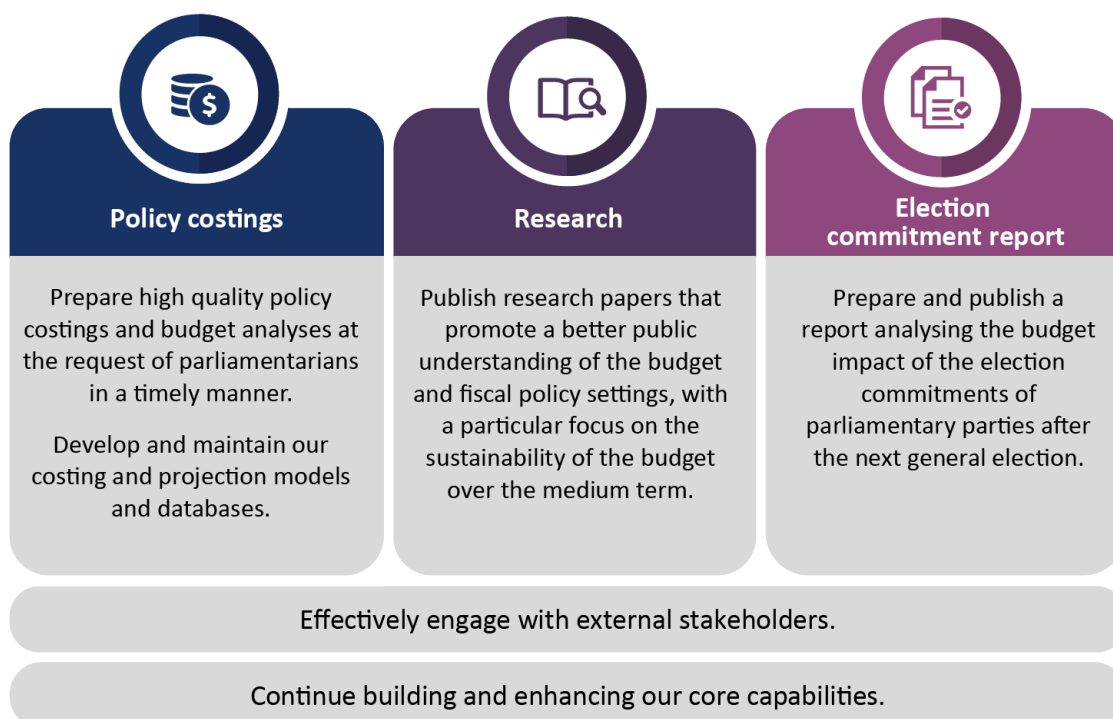 $
Policy costings
Prepare high quality policy
costings and budget analyses at
the request of parliamentarians
in a timely manner.
Develop and maintain our
costing and projection models
and databases.
Research
Publish research papers that
promote a better public
understanding of the budget
and fiscal policy settings, with
a particular focus on the
sustainability of the budget
over the medium term.
Election
commitment report
Prepare and publish a
report analysing the budget
impact of the election
commitments of
parliamentary parties after
the next general election.
Effectively engage with external stakeholders.
Continue building and enhancing our core capabilities.